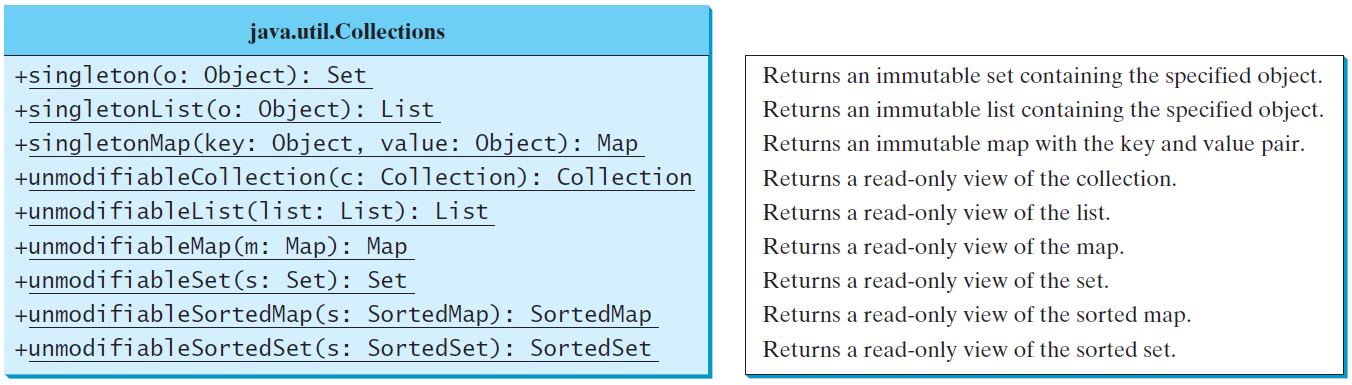 java.util.Collections
+singleton(o: Object): Set
+singletonList(o: Object): List
+singletonMap(key: Object, value: Object): Map
+unmodifiableCollection(c: Collection): Collection
+unmodifiableList(list: List): List
+unmodifiableMap(m: Map): Map
+unmodifiableSet(s: Set): Set
+unmodifiableSortedMap(s: SortedMap): SortedMap
+unmodifiableSortedSet(s: SortedSet): SortedSet
Returns an immutable set containing the specified object.
Returns an immutable list containing the specified object.
Returns an immutable map with the key and value pair.
Returns a read-only view of the collection.
Returns a read-only view of the list.
Returns a read-only view of the map.
Returns a read-only view of the set.
Returns a read-only view of the sorted map.
Returns a read-only view of the sorted set.